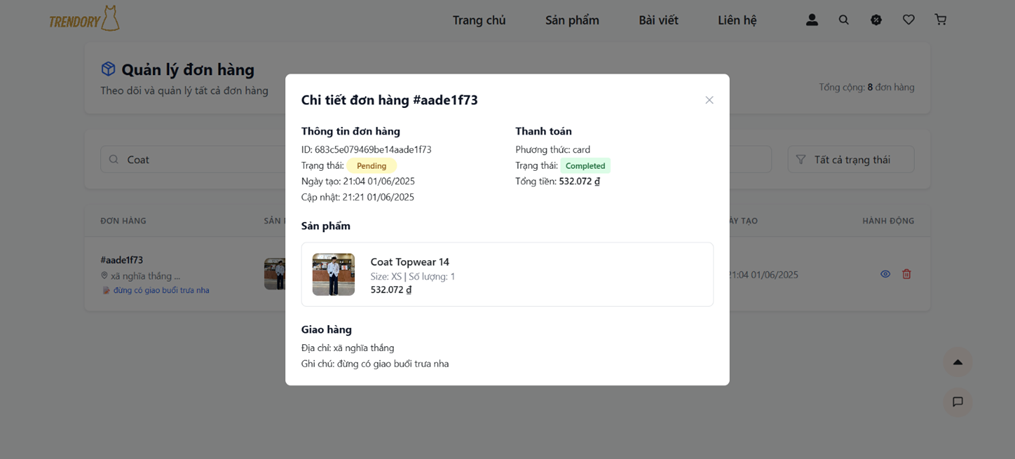 TRENDORY
Trang chủ Sản phẩm Bài viết Liên hệ
Quản lý đơn hàng
Theo dõi và quản lý tất cả đơn hàng
Tổng cộng: 8 đơn hàng
Coat
Tất cả trạng thái
ĐƠN HÀNG
HÀNH ĐỘNG
#aade1f73
xã nghĩa thắng ...
đừng có giao buổi trưa nha
21:04 01/06/2025
Chi tiết đơn hàng #aade1f73
Thông tin đơn hàng
ID: 683c5e079469be14aade1f73
Trạng thái: Pending
Ngày tạo: 21:04 01/06/2025
Cập nhật: 21:21 01/06/2025
Thanh toán
Phương thức: card
Trạng thái: Completed
Tổng tiền: 532.072 ₫
Sản phẩm
Coat Topwear 14
Size: XS | Số lượng: 1
532.072 ₫
Giao hàng
Địa chỉ: xã nghĩa thắng
Ghi chú: đừng có giao buổi trưa nha